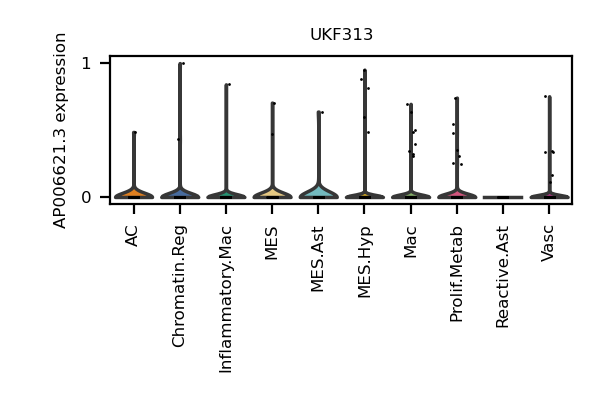 UKF313
AP006621.3 expression
1
0
AC
Chromatin.Reg
Inflammatory.Mac
MES
MES.Ast
MES.Hyp
Mac
Prolif.Metab
Reactive.Ast
Vasc